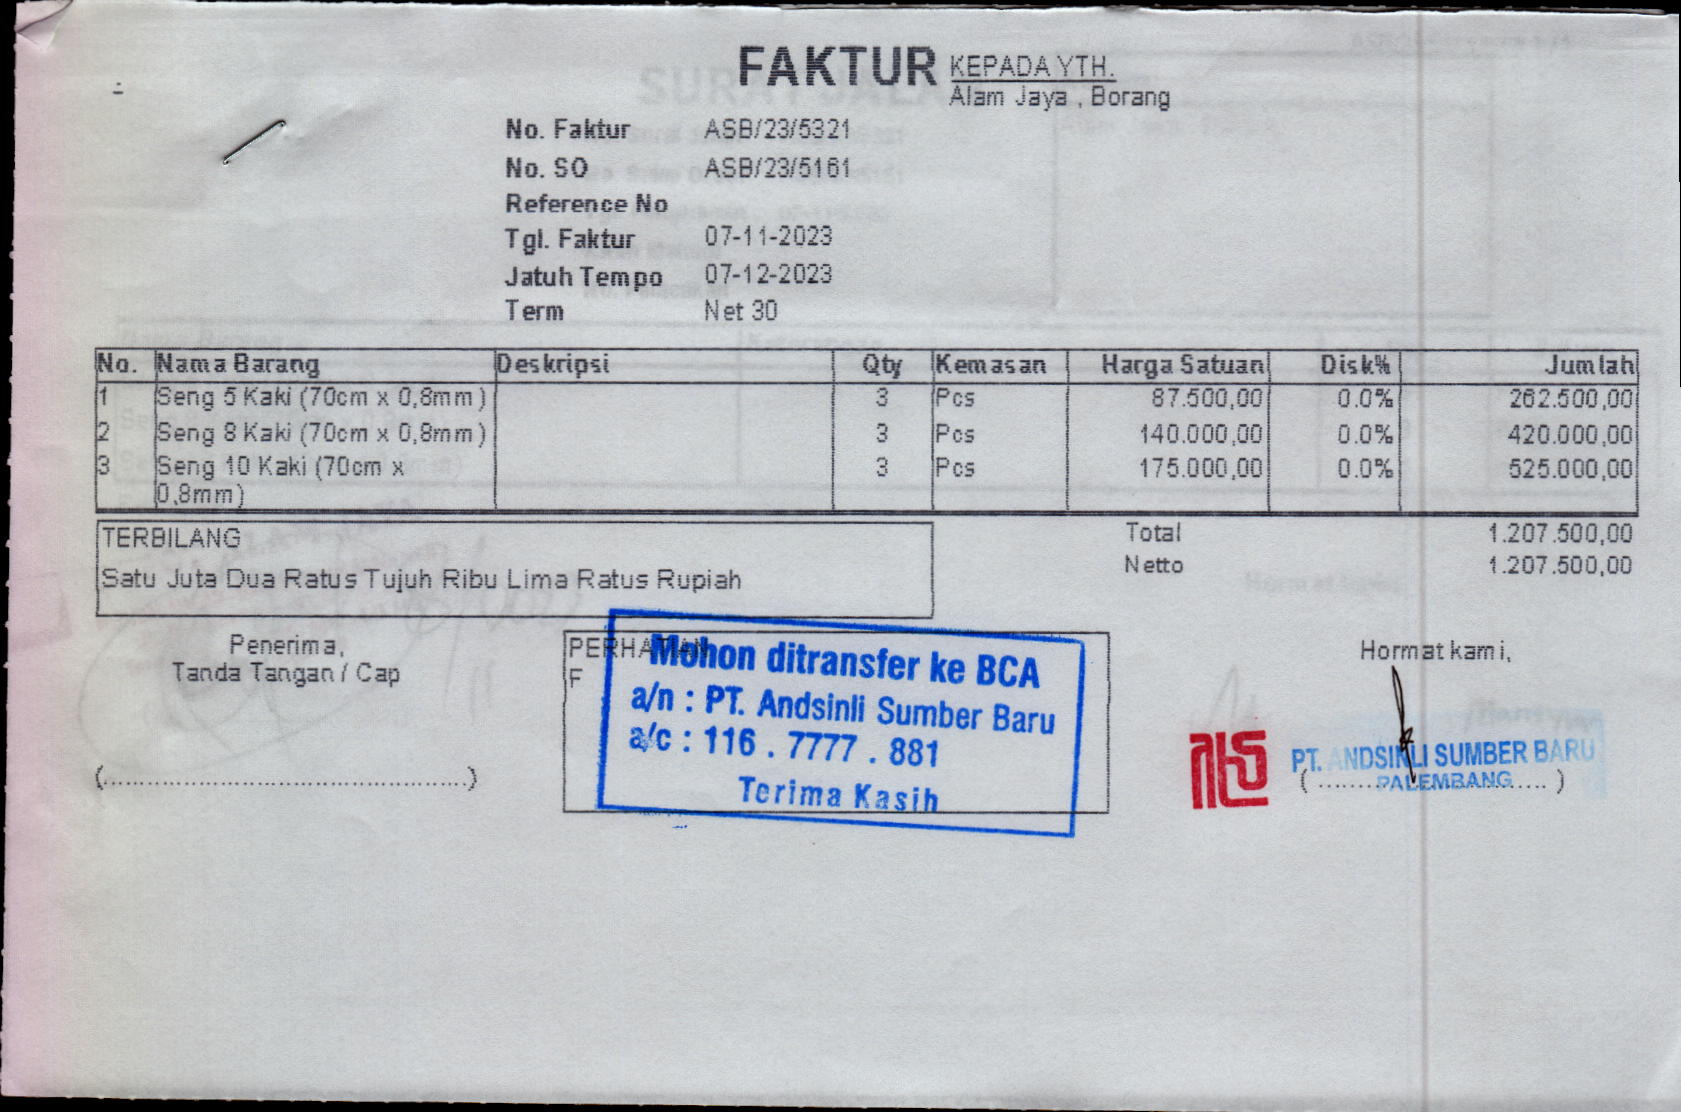 FAKTUR
KEPADA YTH.
Alam Jaya , Borang
No. Faktur ASB/23/5321
No. SO ASB/23/5161
Reference No
Tgl. Faktur 07-11-2023
Jatuh Tempo 07-12-2023
Term Net 30
No. Nama Barang Deskripsi Qty Kemasan Harga Satuan Disk% Jumlah
1 Seng 5 Kaki (70cm x 0,8mm) 3 Pcs 87.500,00 0.0% 262.500,00
2 Seng 8 Kaki (70cm x 0,8mm) 3 Pcs 140.000,00 0.0% 420.000,00
3 Seng 10 Kaki (70cm x 3 Pcs 175.000,00 0.0% 525.000,00
0,8mm)
TERBILANG
Satu Juta Dua Ratus Tujuh Ribu Lima Ratus Rupiah
Total 1.207.500,00
Netto 1.207.500,00
Penerima,
Tanda Tangan / Cap
(............................................)
PERHATIAN
F
Mohon ditransfer ke BCA
a/n : PT. Andsinli Sumber Baru
a/c : 116 . 7777 . 881
Terima Kasih
Hormat kami,
PT. ANDSINLI SUMBER BARU
PALEMBANG